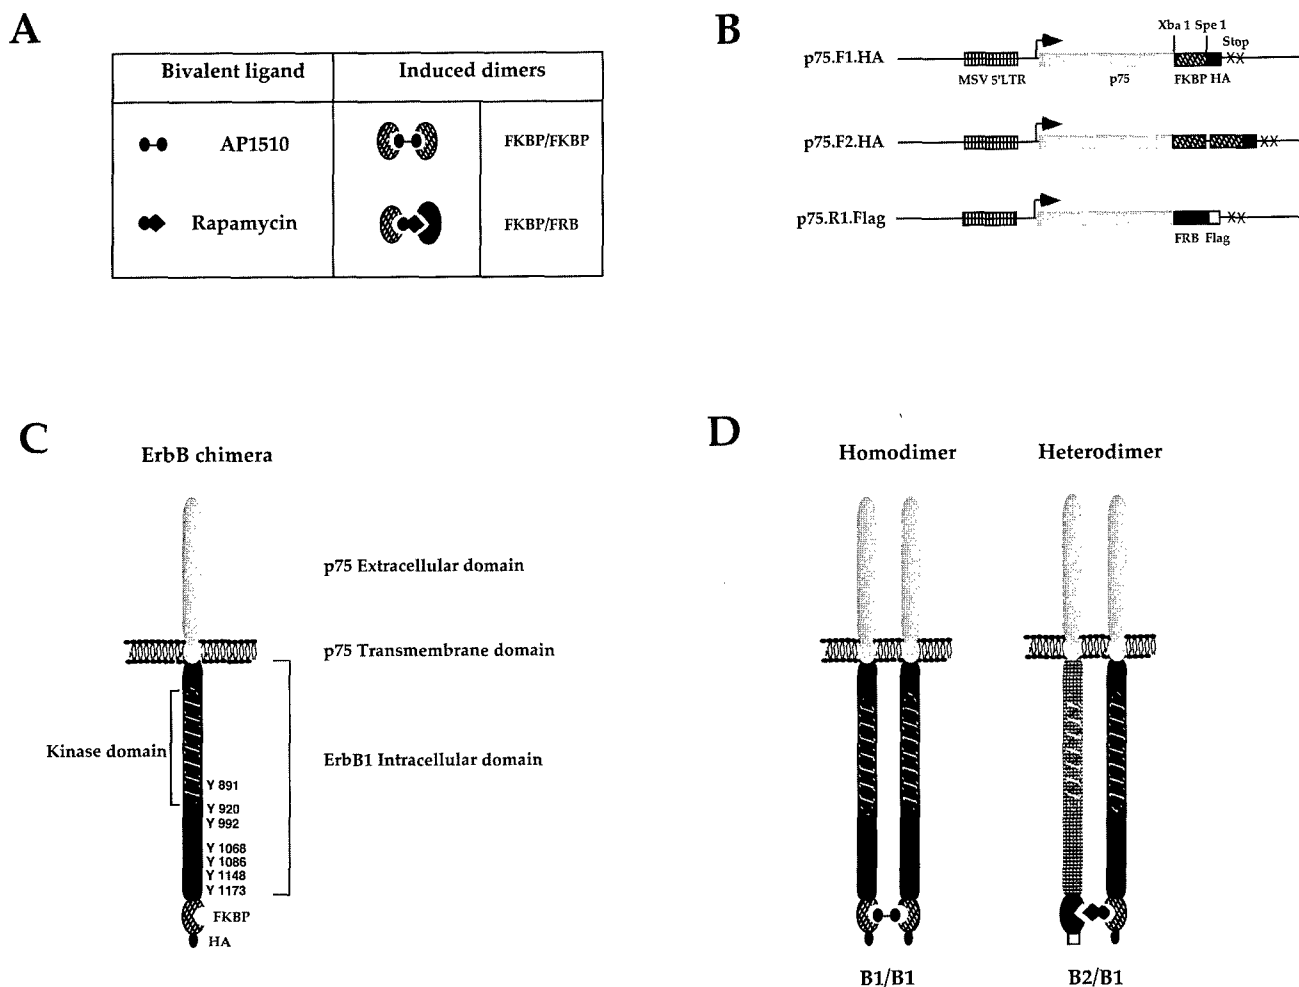 A
Bivalent ligand
Induced dimers
AP1510
FKBP/FKBP
Rapamycin
FKBP/FRB
B
Xba 1 Spe 1
Stop
p75.F1.HA
XX
MSV 5'LTR
p75
FKBP HA
p75.F2.HA
XX
p75.R1.Flag
XX
FRB Flag
C
ErbB chimera
p75 Extracellular domain
p75 Transmembrane domain
Kinase domain
ErbB1 Intracellular domain
Y 891
Y 920
Y 992
Y 1068
Y 1086
Y 1148
Y 1173
FKBP
HA
D
Homodimer
Heterodimer
B1/B1
B2/B1